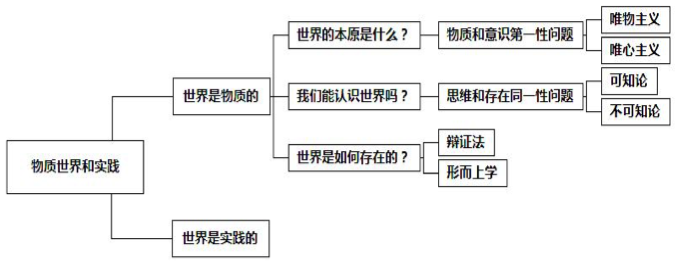 物质世界和实践
世界是物质的
世界的本原是什么？
物质和意识第一性问题
唯物主义
唯心主义
我们能认识世界吗？
思维和存在同一性问题
可知论
不可知论
世界是如何存在的？
辩证法
形而上学
世界是实践的